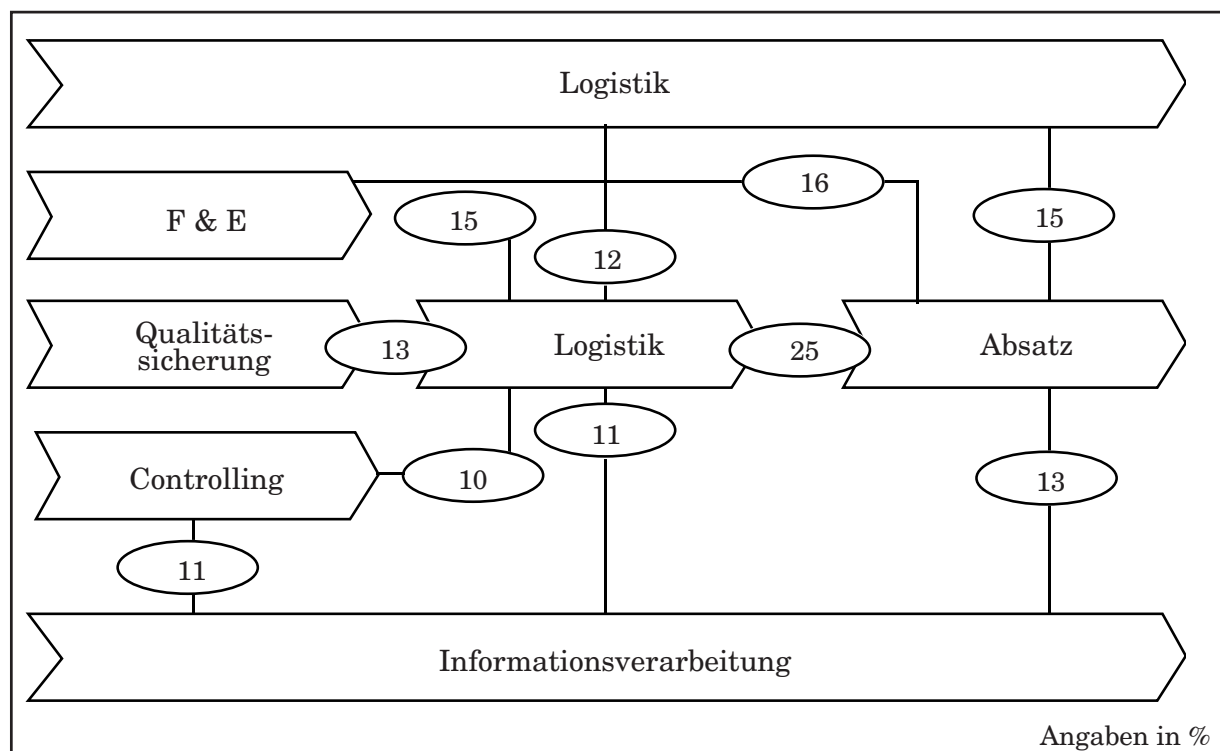 Logistik
16
F & E
15
15
12
Qualitäts-
sicherung
13
Logistik
25
Absatz
11
Controlling
10
13
11
Informationsverarbeitung
Angaben in %